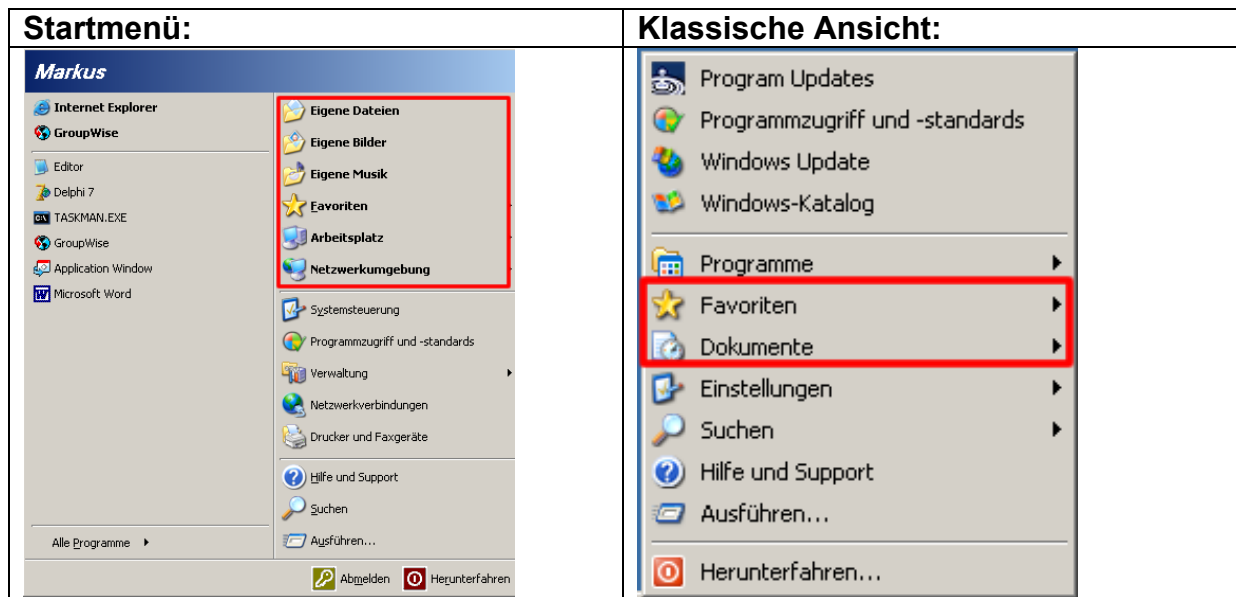 Startmenü:
Markus
Internet Explorer
GroupWise
Editor
Delphi 7
TASKMAN.EXE
GroupWise
Application Window
Microsoft Word
Alle Programme
Eigene Dateien
Eigene Bilder
Eigene Musik
Favoriten
Arbeitsplatz
Netzwerkumgebung
Systemsteuerung
Programmzugriff und -standards
Verwaltung
Netzwerkverbindungen
Drucker und Faxgeräte
Hilfe und Support
Suchen
Ausführen...
Abmelden Herunterfahren
Klassische Ansicht:
Program Updates
Programmzugriff und -standards
Windows Update
Windows-Katalog
Programme
Favoriten
Dokumente
Einstellungen
Suchen
Hilfe und Support
Ausführen...
Herunterfahren...